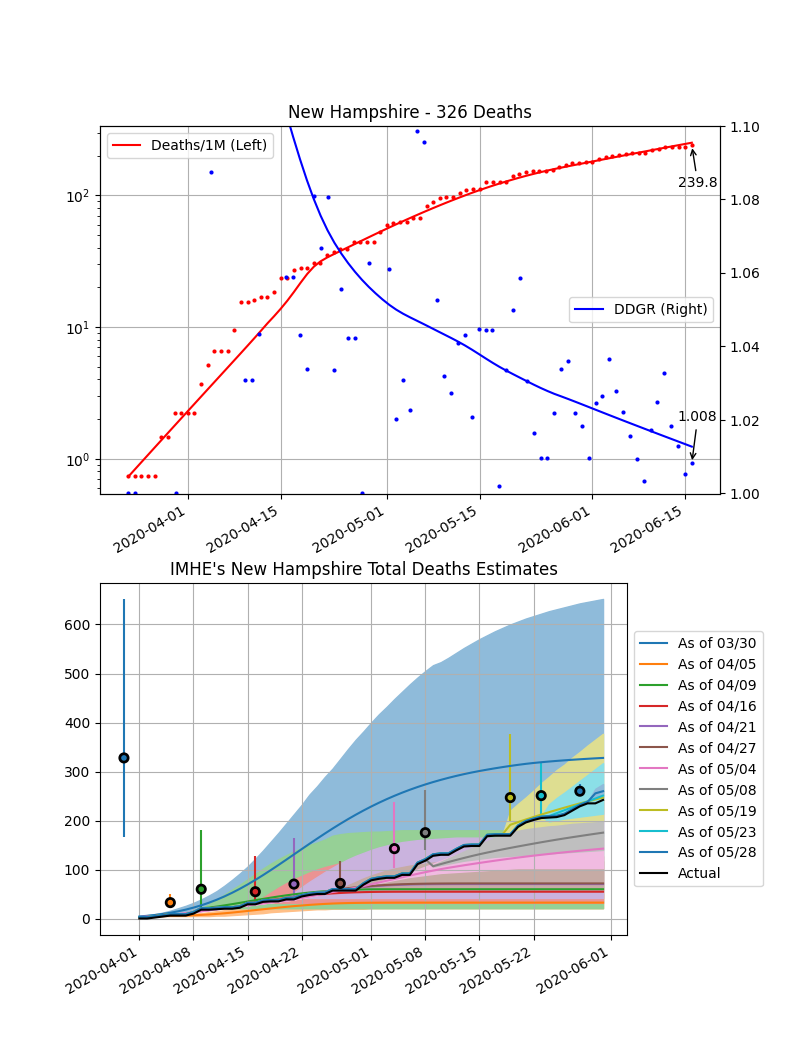 New Hampshire - 326 Deaths
Deaths/1M (Left)
DDGR (Right)
239.8
1.008
10²
10¹
10⁰
1.10
1.08
1.06
1.04
1.02
1.00
2020-04-01
2020-04-15
2020-05-01
2020-05-15
2020-06-01
2020-06-15
IMHE's New Hampshire Total Deaths Estimates
600
500
400
300
200
100
0
2020-04-01
2020-04-08
2020-04-15
2020-04-22
2020-05-01
2020-05-08
2020-05-15
2020-05-22
2020-06-01
As of 03/30
As of 04/05
As of 04/09
As of 04/16
As of 04/21
As of 04/27
As of 05/04
As of 05/08
As of 05/19
As of 05/23
As of 05/28
Actual